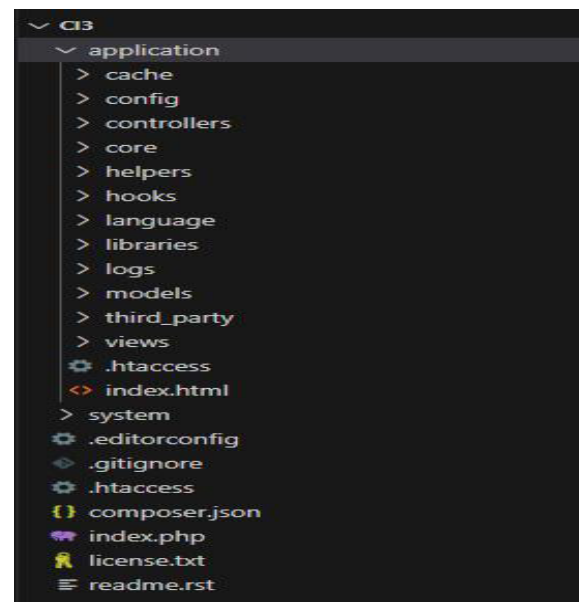 CI3
application
cache
config
controllers
core
helpers
hooks
language
libraries
logs
models
third_party
views
.htaccess
index.html
system
.editorconfig
.gitignore
.htaccess
composer.json
index.php
license.txt
readme.rst